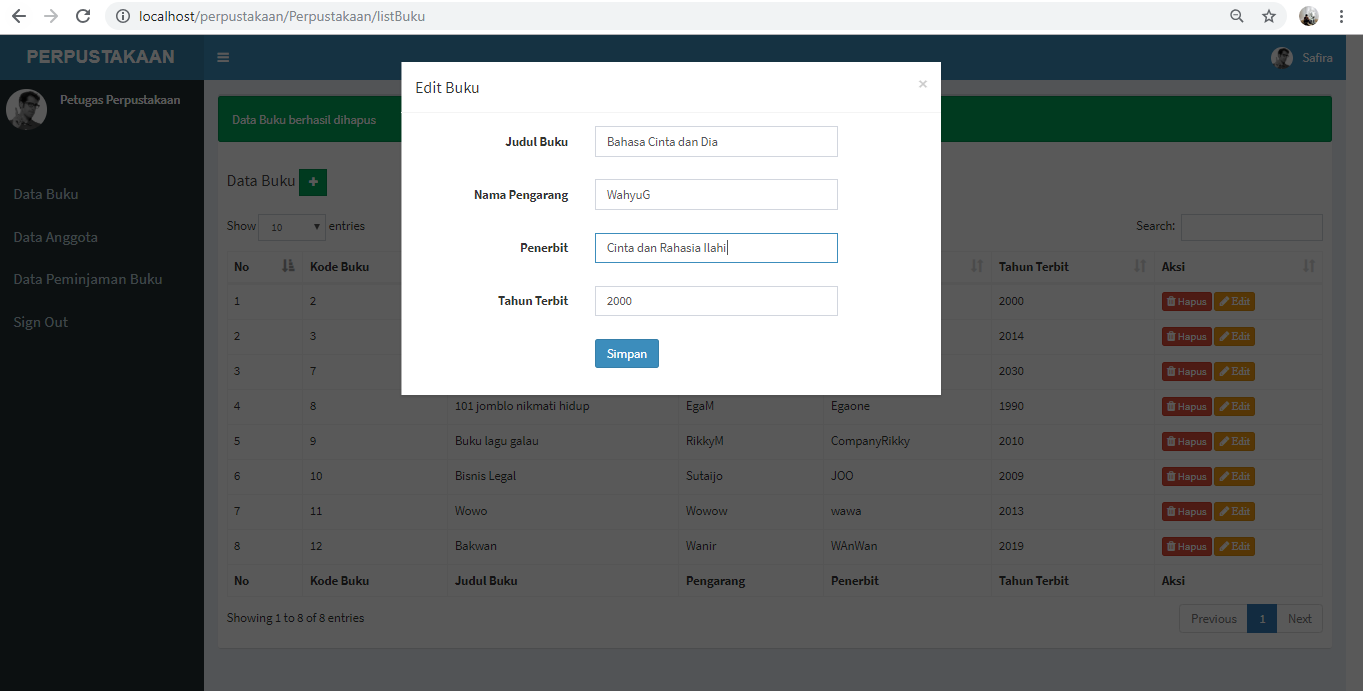 localhost/perpustakaan/Perpustakaan/listBuku
PERPUSTAKAAN
Safira
Petugas Perpustakaan
Data Buku
Data Anggota
Data Peminjaman Buku
Sign Out
Data Buku berhasil dihapus
Edit Buku ×
Judul Buku Bahasa Cinta dan Dia
Nama Pengarang WahyuG
Penerbit Cinta dan Rahasia Ilahi
Tahun Terbit 2000
Simpan
Data Buku +
Show 10 entries
Search:
No Kode Buku Tahun Terbit Aksi
1 2 2000 Hapus Edit
2 3 2014 Hapus Edit
3 7 2030 Hapus Edit
4 8 101 jomblo nikmati hidup EgaM Egaone 1990 Hapus Edit
5 9 Buku lagu galau RikkyM CompanyRikky 2010 Hapus Edit
6 10 Bisnis Legal Sutaijo JOO 2009 Hapus Edit
7 11 Wowo Wowow wawa 2013 Hapus Edit
8 12 Bakwan Wanir WAnWan 2019 Hapus Edit
No Kode Buku Judul Buku Pengarang Penerbit Tahun Terbit Aksi
Showing 1 to 8 of 8 entries
Previous 1 Next